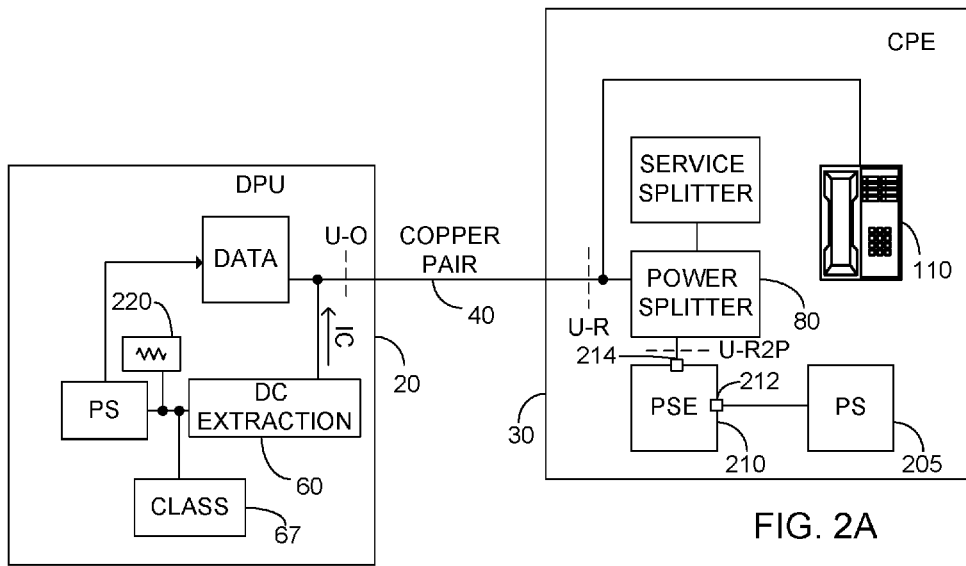 CPE
DPU
SERVICE
SPLITTER
DATA
U-O
COPPER
PAIR
POWER
SPLITTER
110
220
40
U-R
80
IC
20
214
U-R2P
212
PS
DC
EXTRACTION
30
PSE
PS
60
210
205
CLASS
67
FIG. 2A